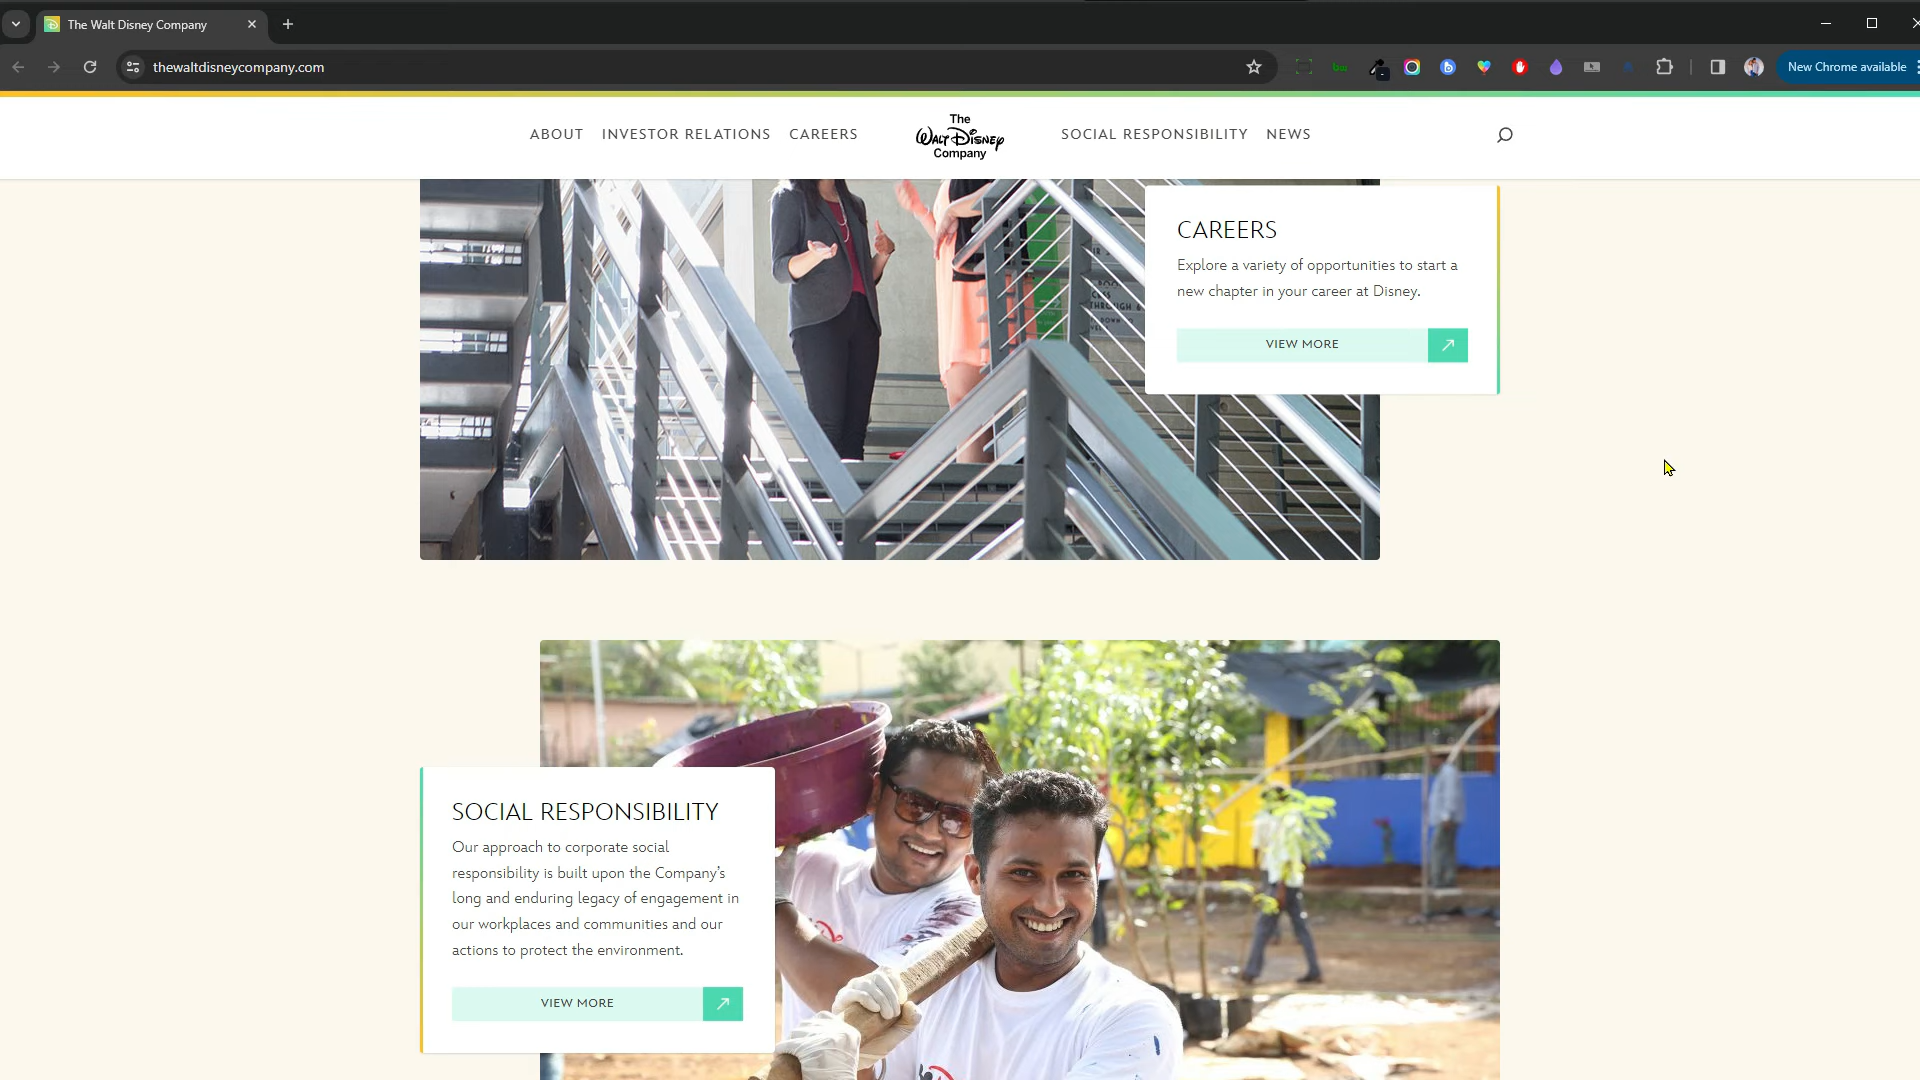 The Walt Disney Company
thewaltdisneycompany.com
New Chrome available
ABOUT
INVESTOR RELATIONS
CAREERS
The
Walt Disney
Company
SOCIAL RESPONSIBILITY
NEWS
CAREERS
Explore a variety of opportunities to start a
new chapter in your career at Disney.
VIEW MORE
SOCIAL RESPONSIBILITY
Our approach to corporate social
responsibility is built upon the Company’s
long and enduring legacy of engagement in
our workplaces and communities and our
actions to protect the environment.
VIEW MORE